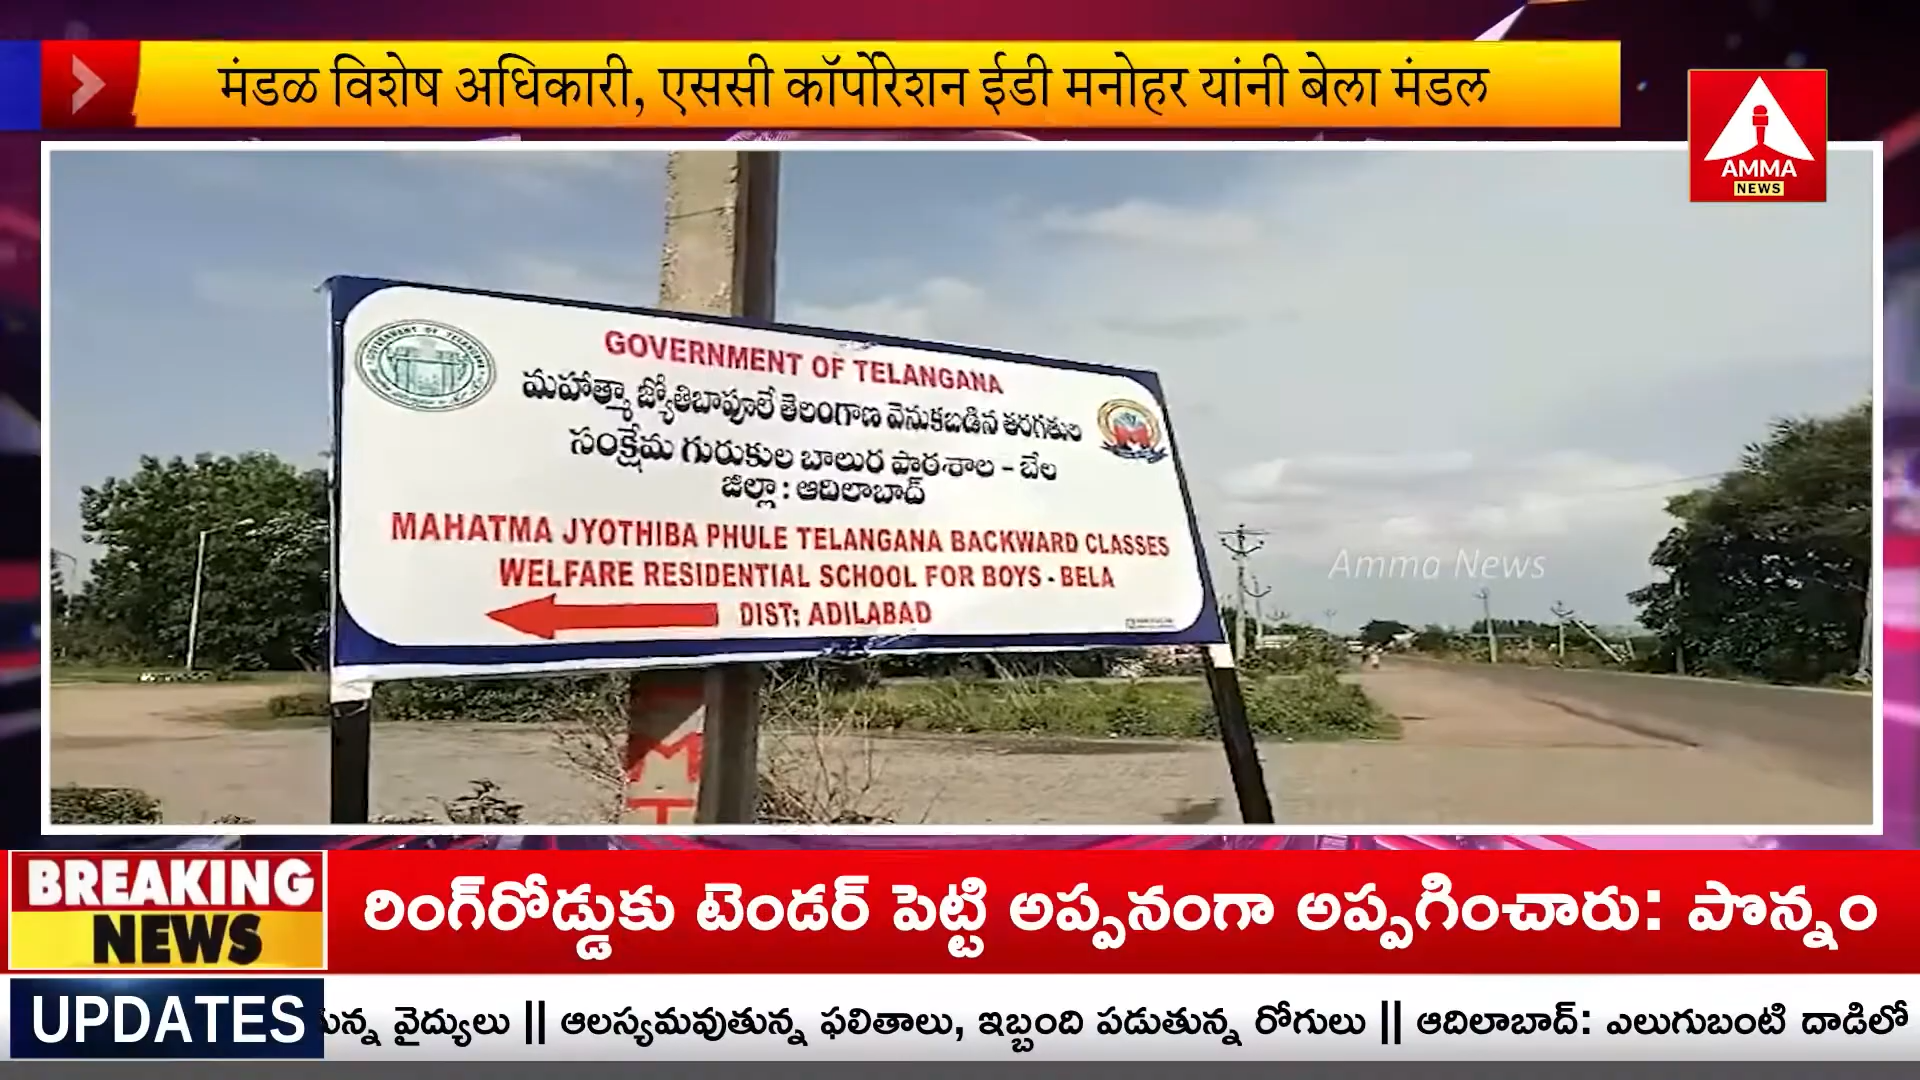 मंडळ विशेष अधिकारी, एससी कॉर्पोरेशन ईडी मनोहर यांनी बेला मंडल
AMMA
NEWS
GOVERNMENT OF TELANGANA
మహాత్మా జ్యోతిబాఫూలే తెలంగాణ వెనుకబడిన తరగతుల
సంక్షేమ గురుకుల బాలుర పాఠశాల - బేల
జిల్లా : ఆదిలాబాద్
MAHATMA JYOTHIBA PHULE TELANGANA BACKWARD CLASSES
WELFARE RESIDENTIAL SCHOOL FOR BOYS - BELA
DIST: ADILABAD
Amma News
BREAKING
NEWS
రింగ్‌రోడ్డుకు టెండర్ పెట్టి అప్పనంగా అప్పగించారు: పొన్నం
UPDATES
వైద్యులు || ఆలస్యమవుతున్న ఫలితాలు, ఇబ్బంది పడుతున్న రోగులు || ఆదిలాబాద్: ఎలుగుబంటి దాడిలో